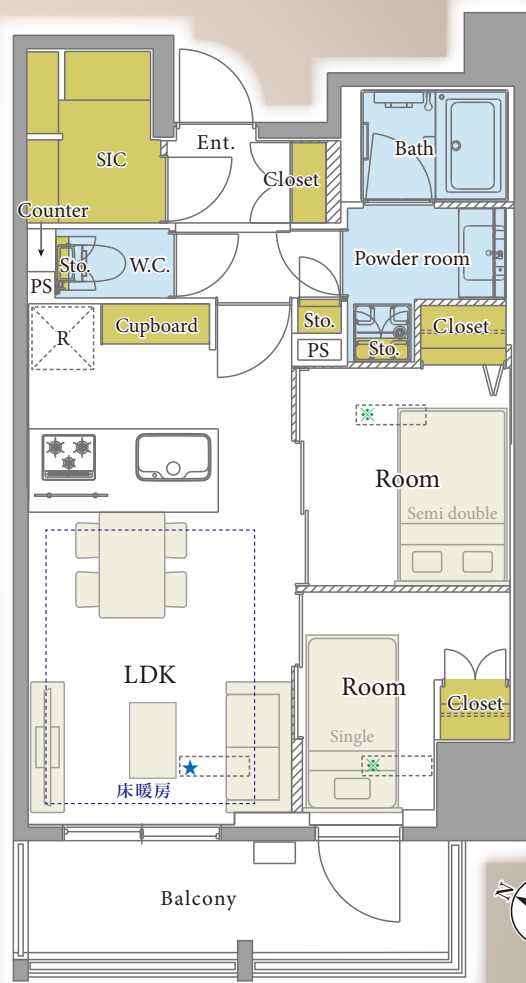 Ent.
Bath
SIC
Closet
Counter
Sto.
W.C.
Powder room
PS
R
Cupboard
Sto.
Closet
PS
Sto.
Room
Semi double
LDK
Room
Closet
Single
★
※
※
床暖房
Balcony
N